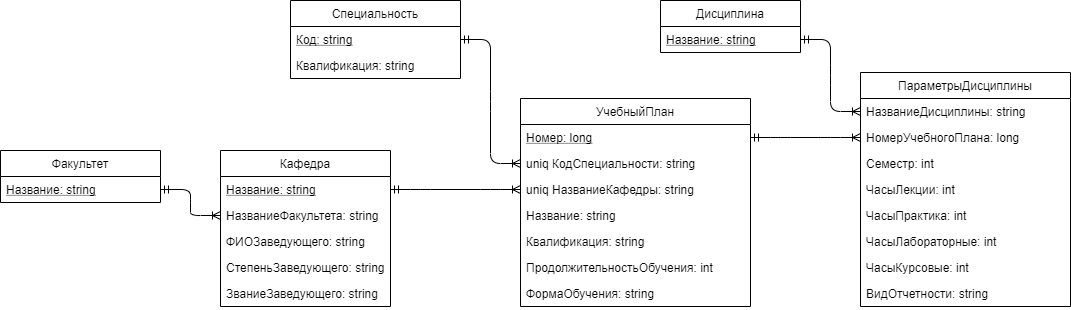 Специальность
Код: string
Квалификация: string
Дисциплина
Название: string
ПараметрыДисциплины
НазваниеДисциплины: string
НомерУчебногоПлана: long
Семестр: int
ЧасыЛекции: int
ЧасыПрактика: int
ЧасыЛабораторные: int
ЧасыКурсовые: int
ВидОтчетности: string
УчебныйПлан
Номер: long
uniq КодСпециальности: string
uniq НазваниеКафедры: string
Название: string
Квалификация: string
ПродолжительностьОбучения: int
ФормаОбучения: string
Факультет
Название: string
Кафедра
Название: string
НазваниеФакультета: string
ФИОЗаведующего: string
СтепеньЗаведующего: string
ЗваниеЗаведующего: string